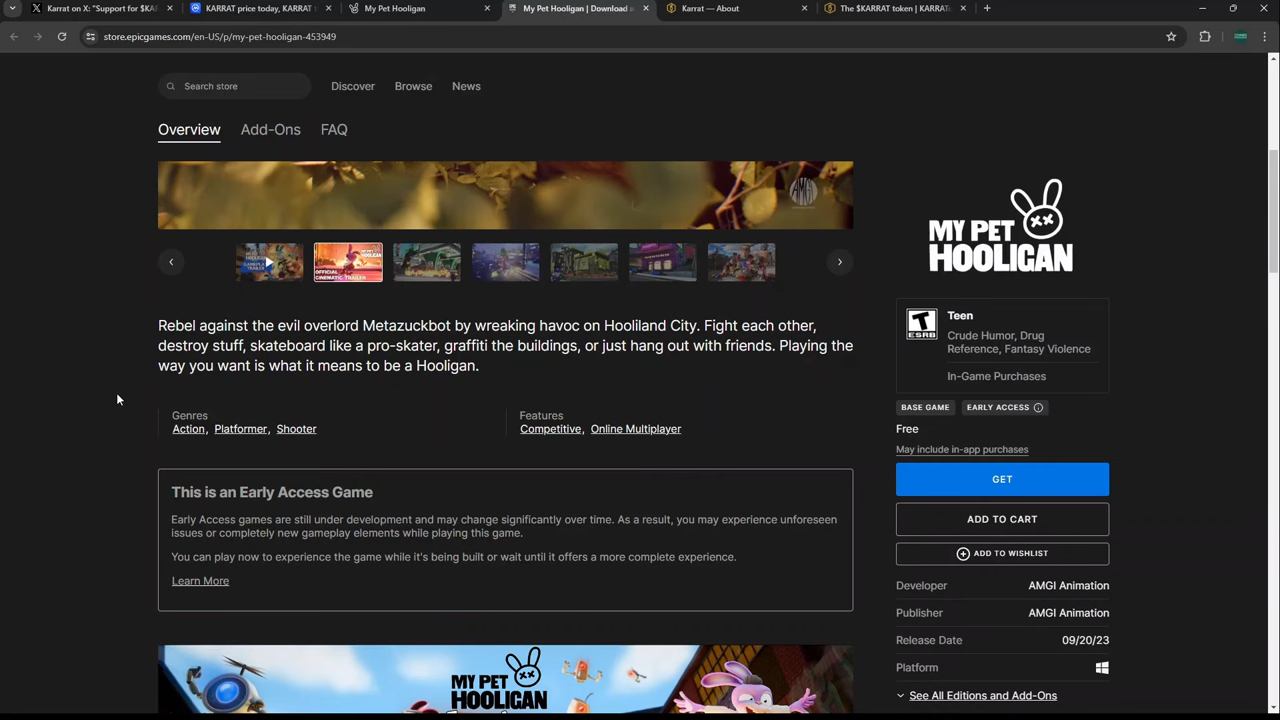 Karrat on X: "Support for $KAR
KARRAT price today, KARRAT t
My Pet Hooligan
My Pet Hooligan | Download a
Karrat — About
The $KARRAT token | KARRAT
store.epicgames.com/en-US/p/my-pet-hooligan-453949
Search store
Discover
Browse
News
Overview
Add-Ons
FAQ
AMGI
MY PET
HOOLIGAN
OFFICIAL
CINEMATIC TRAILER
Rebel against the evil overlord Metazuckbot by wreaking havoc on Hooliland City. Fight each other,
destroy stuff, skateboard like a pro-skater, graffiti the buildings, or just hang out with friends. Playing the
way you want is what it means to be a Hooligan.
Genres
Action, Platformer, Shooter
Features
Competitive, Online Multiplayer
This is an Early Access Game
Early Access games are still under development and may change significantly over time. As a result, you may experience unforeseen
issues or completely new gameplay elements while playing this game.
You can play now to experience the game while it's being built or wait until it offers a more complete experience.
Learn More
MY PET
HOOLIGAN
MY PET
HOOLIGAN
T
ESRB
Teen
Crude Humor, Drug
Reference, Fantasy Violence
In-Game Purchases
BASE GAME
EARLY ACCESS
Free
May include in-app purchases
GET
ADD TO CART
ADD TO WISHLIST
Developer
AMGI Animation
Publisher
AMGI Animation
Release Date
09/20/23
Platform
See All Editions and Add-Ons